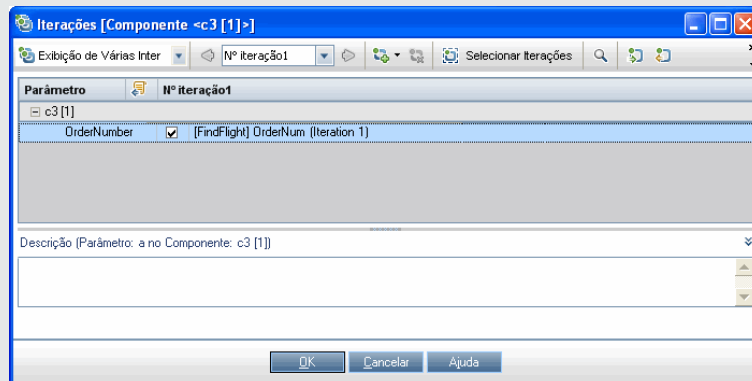 Iterações [Componente <c3 [1]>]
Exibição de Várias Inter Nº iteração1 Selecionar Iterações
Parâmetro Nº iteração1
c3 [1]
OrderNumber [FindFlight] OrderNum (Iteration 1)
Descrição (Parâmetro: a no Componente: c3 [1])
OK Cancelar Ajuda